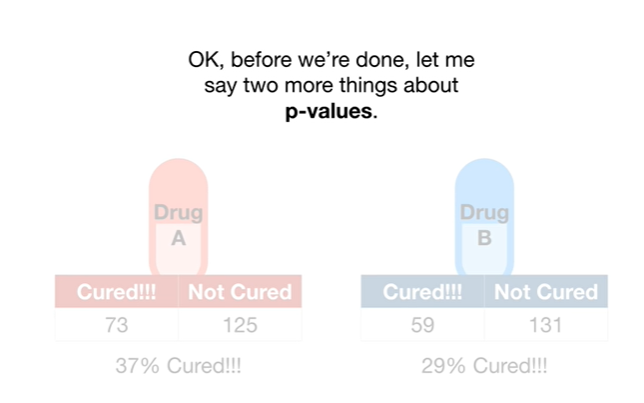 OK, before we’re done, let me
say two more things about
p-values.
Drug
A
Drug
B
Cured!!! Not Cured
73 125
37% Cured!!!
Cured!!! Not Cured
59 131
29% Cured!!!